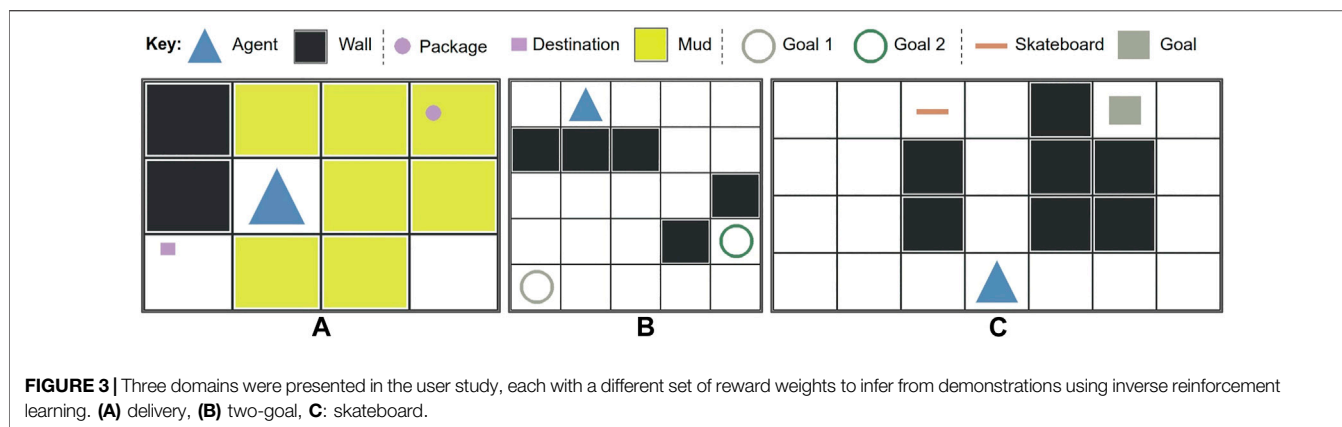 Key: Agent Wall Package Destination Mud Goal 1 Goal 2 Skateboard Goal
A B C
FIGURE 3 | Three domains were presented in the user study, each with a different set of reward weights to infer from demonstrations using inverse reinforcement
learning. (A) delivery, (B) two-goal, C: skateboard.